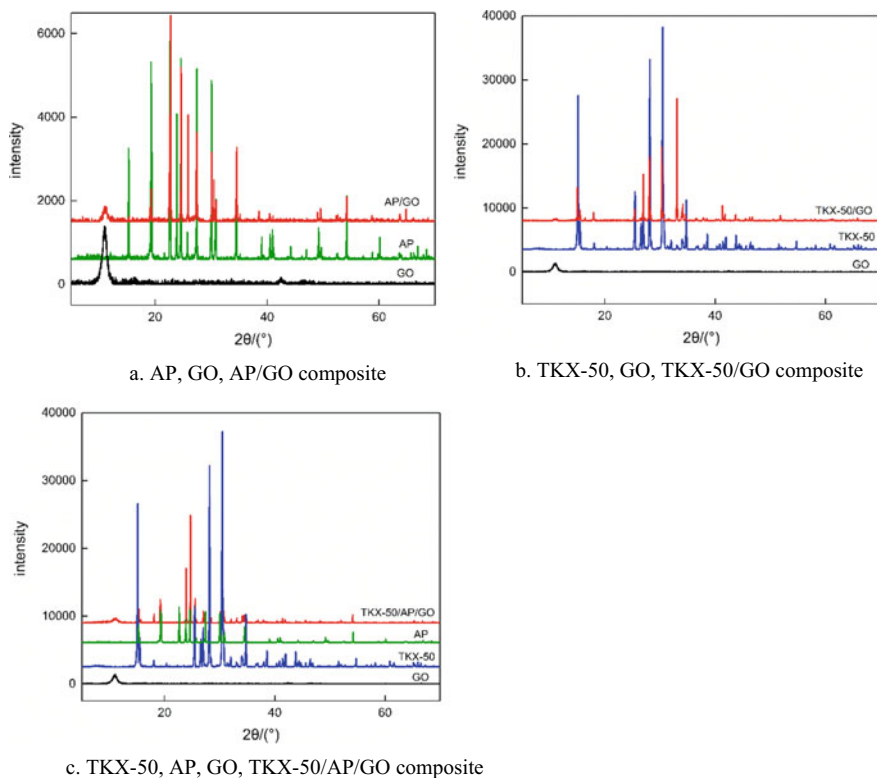 6000
4000
2000
0
intensity
AP/GO
AP
GO
20
40
60
2θ/(°)
a. AP, GO, AP/GO composite
40000
30000
20000
10000
0
intensity
TKX-50/GO
TKX-50
GO
20
40
60
2θ/(°)
b. TKX-50, GO, TKX-50/GO composite
40000
30000
20000
10000
0
intensity
TKX-50/AP/GO
AP
TKX-50
GO
20
40
60
2θ/(°)
c. TKX-50, AP, GO, TKX-50/AP/GO composite